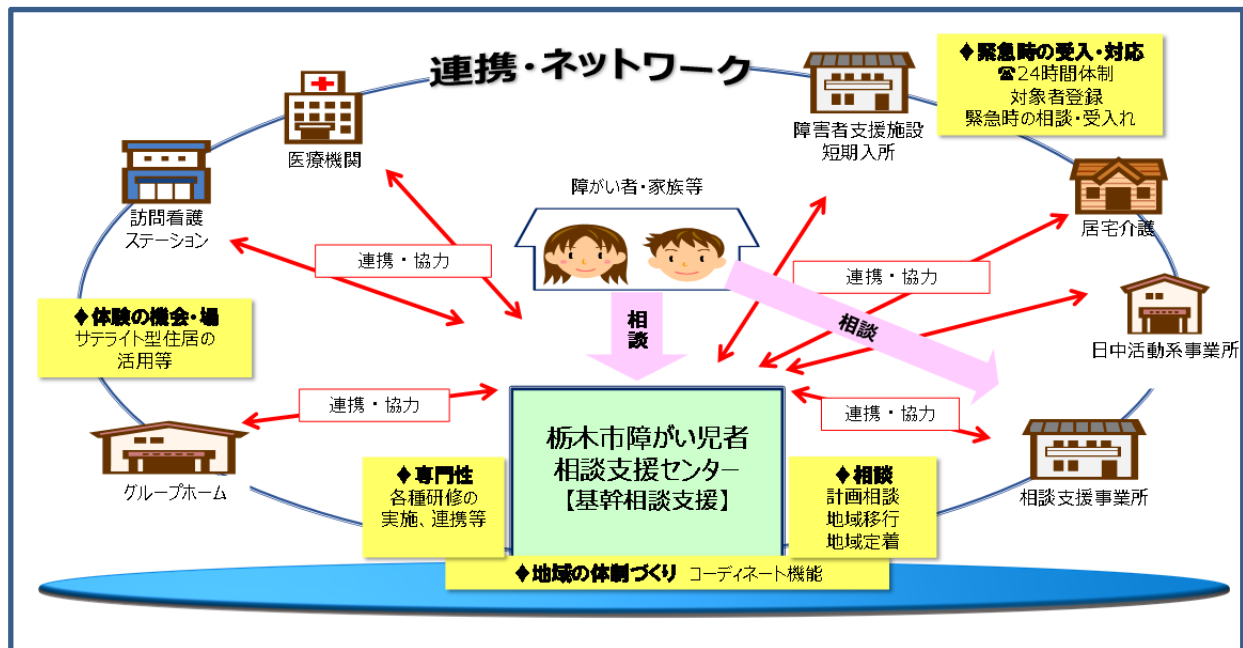 連携・ネットワーク
◆緊急時の受入・対応
☎24時間体制
対象者登録
緊急時の相談・受入れ
医療機関
障害者支援施設
短期入所
訪問看護
ステーション
障がい者・家族等
居宅介護
連携・協力
連携・協力
◆体験の機会・場
サテライト型住居の
活用等
相談
相談
日中活動系事業所
連携・協力
連携・協力
グループホーム
栃木市障がい児者
相談支援センター
【基幹相談支援】
◆専門性
各種研修の
実施、連携等
◆相談
計画相談
地域移行
地域定着
相談支援事業所
◆地域の体制づくり コーディネート機能